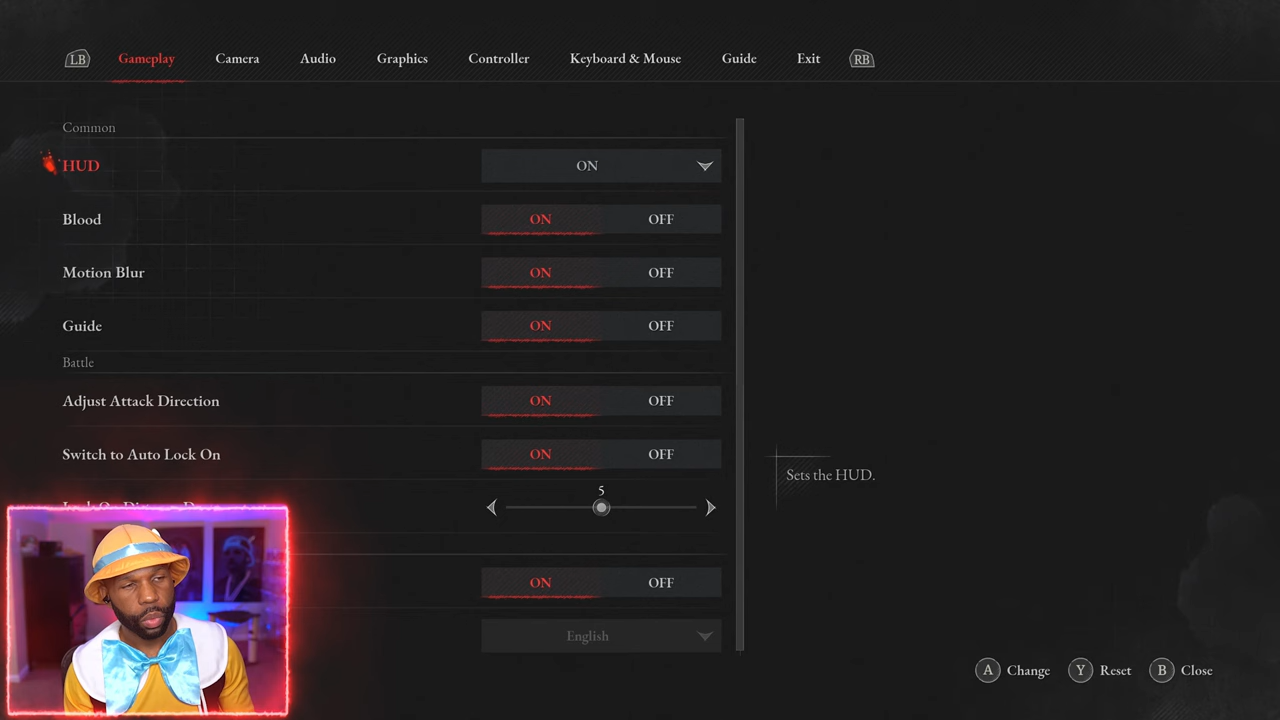 LB Gameplay Camera Audio Graphics Controller Keyboard & Mouse Guide Exit RB
Common
HUD ON
Blood ON OFF
Motion Blur ON OFF
Guide ON OFF
Battle
Adjust Attack Direction ON OFF
Switch to Auto Lock On ON OFF
Sets the HUD.
5
ON OFF
English
A Change Y Reset B Close